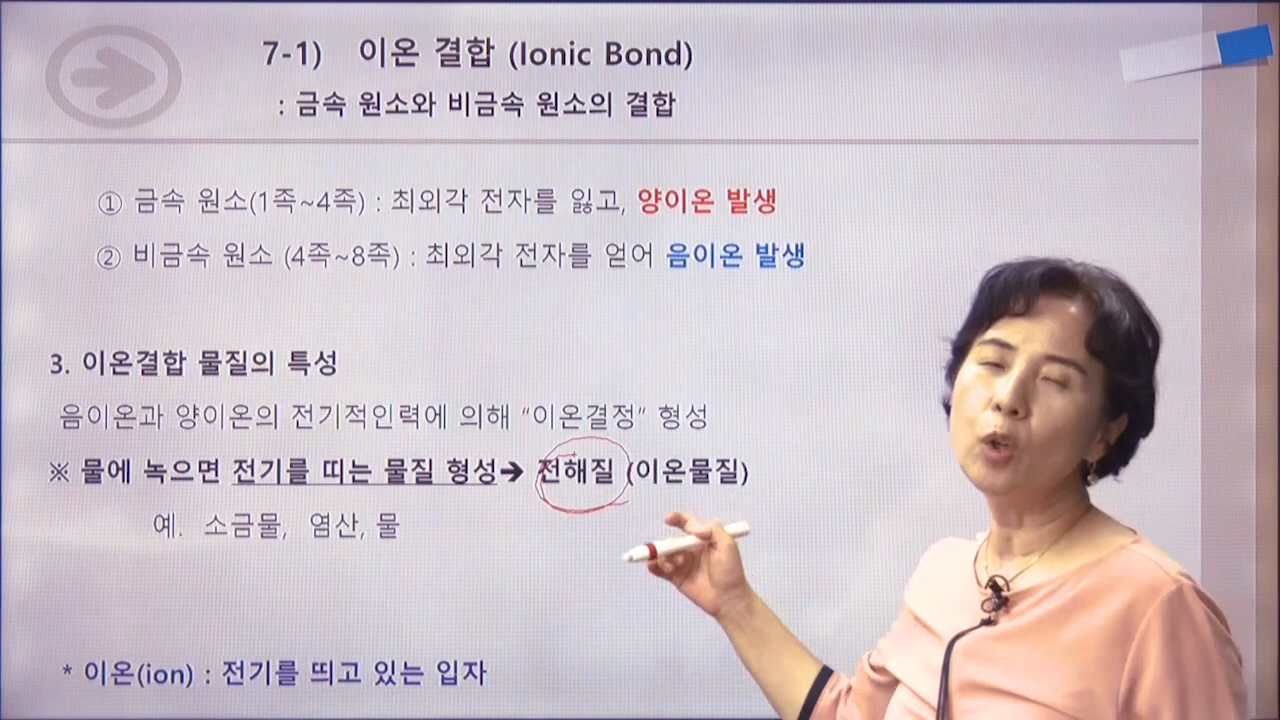 7-1) 이온 결합 (Ionic Bond)
: 금속 원소와 비금속 원소의 결합
① 금속 원소(1족~4족) : 최외각 전자를 잃고, 양이온 발생
② 비금속 원소 (4족~8족) : 최외각 전자를 얻어 음이온 발생
3. 이온결합 물질의 특성
음이온과 양이온의 전기적인력에 의해 “이온결정” 형성
※ 물에 녹으면 전기를 띠는 물질 형성➔ 전해질 (이온물질)
예. 소금물, 염산, 물
* 이온(ion) : 전기를 띄고 있는 입자